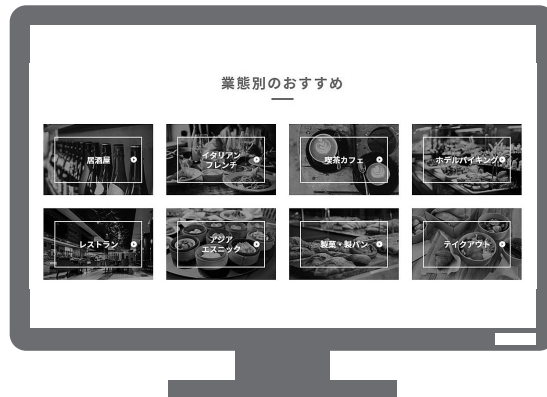 業態別のおすすめ
居酒屋
イタリアン
フレンチ
喫茶カフェ
ホテルバイキング
レストラン
アジア
エスニック
製菓・製パン
テイクアウト